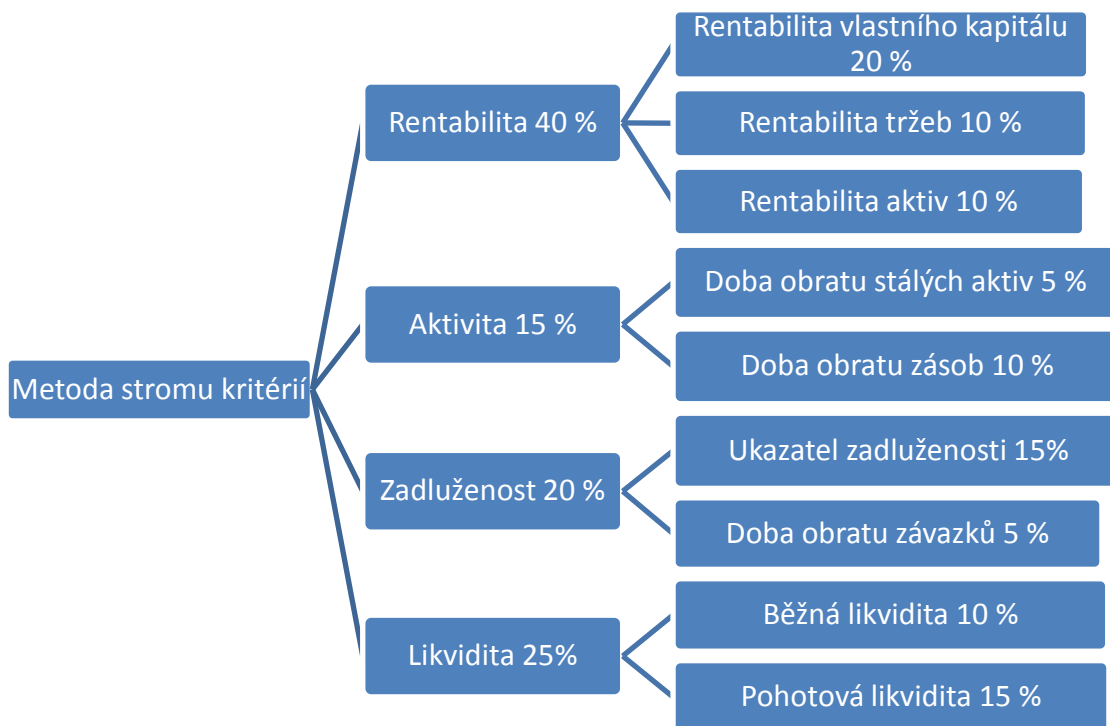 Metoda stromu kritérií
Rentabilita 40 %
Rentabilita vlastního kapitálu
20 %
Rentabilita tržeb 10 %
Rentabilita aktiv 10 %
Aktivita 15 %
Doba obratu stálých aktiv 5 %
Doba obratu zásob 10 %
Zadluženost 20 %
Ukazatel zadluženosti 15%
Doba obratu závazků 5 %
Likvidita 25%
Běžná likvidita 10 %
Pohotová likvidita 15 %